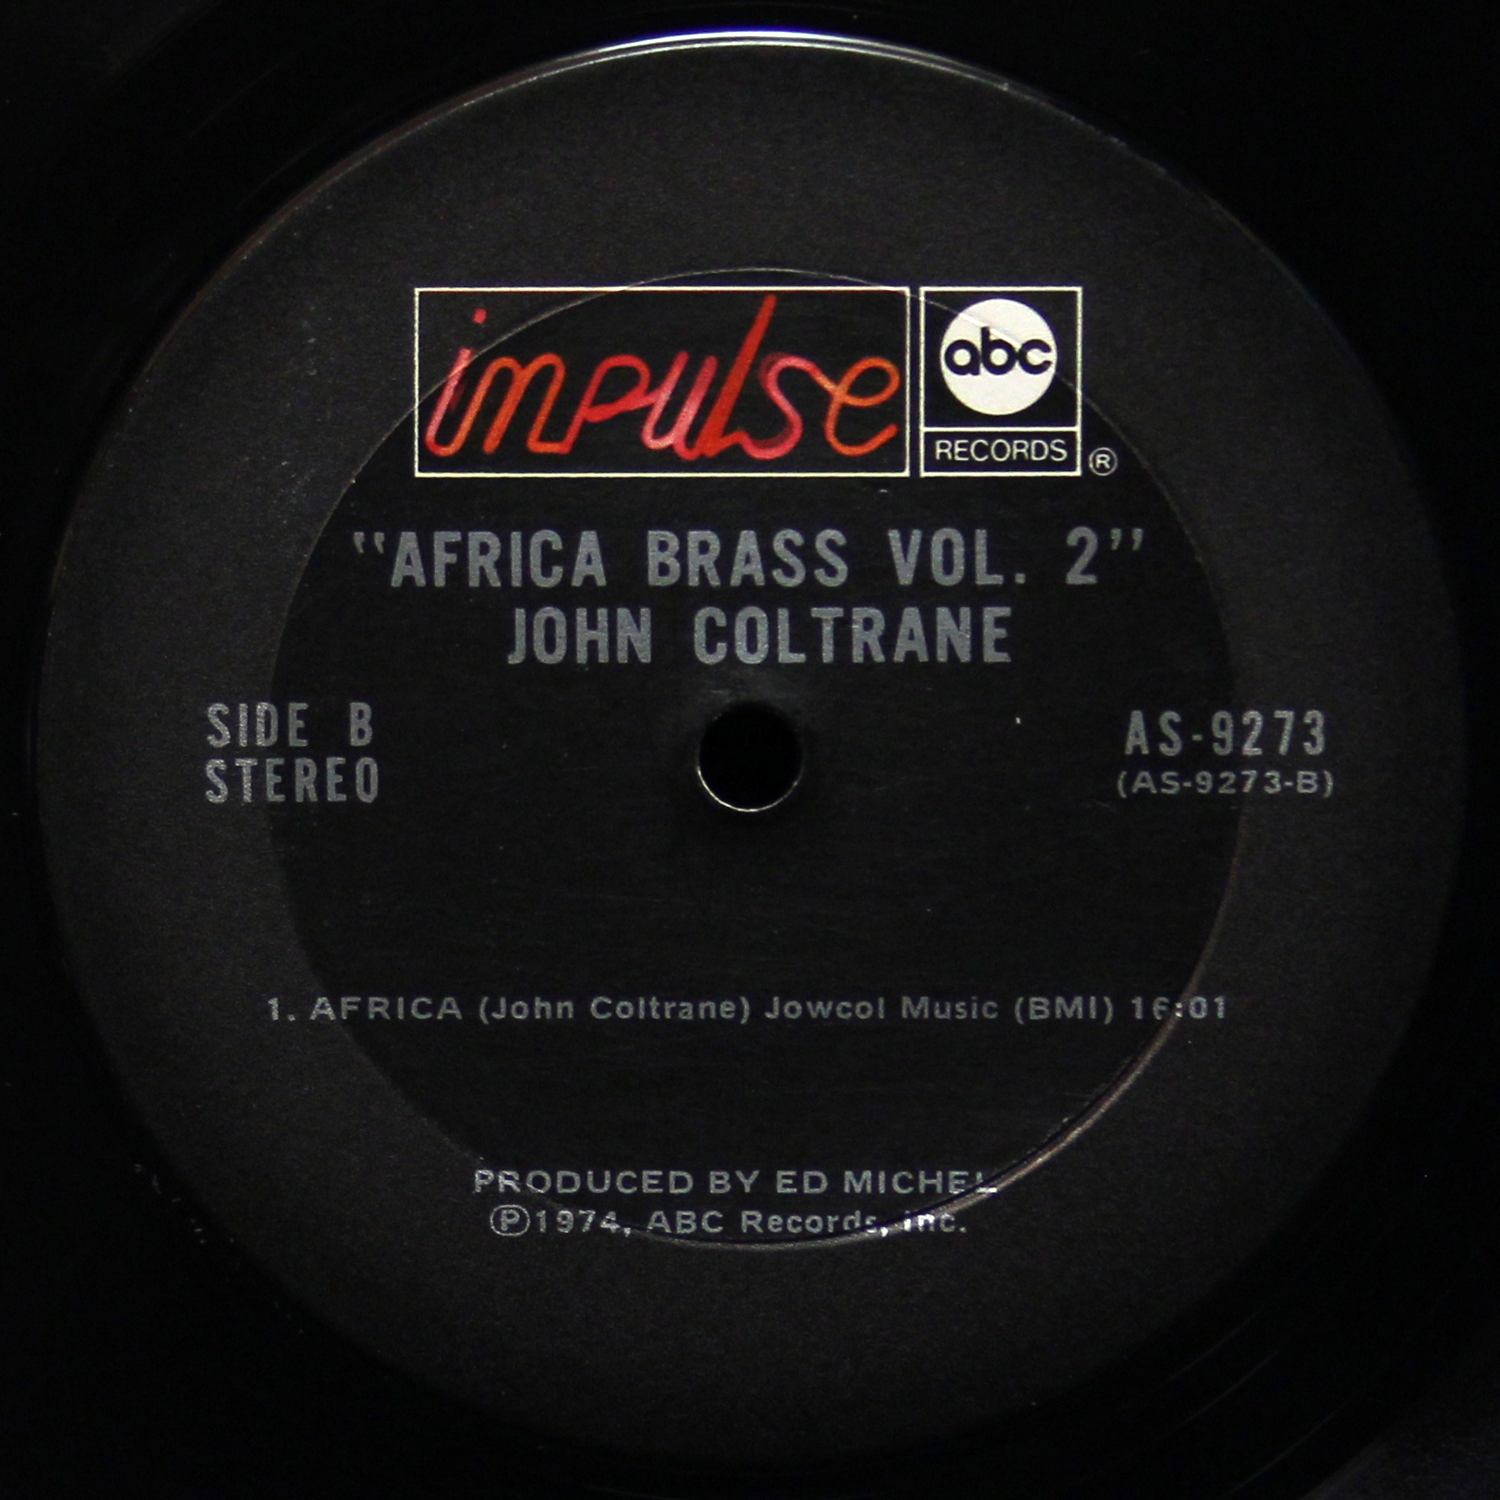 impulse
abc
RECORDS ®
"AFRICA BRASS VOL. 2"
JOHN COLTRANE
SIDE B
STEREO
AS-9273
(AS-9273-B)
1. AFRICA (John Coltrane) Jowcol Music (BMI) 16:01
PRODUCED BY ED MICHEL
℗1974, ABC Records, Inc.